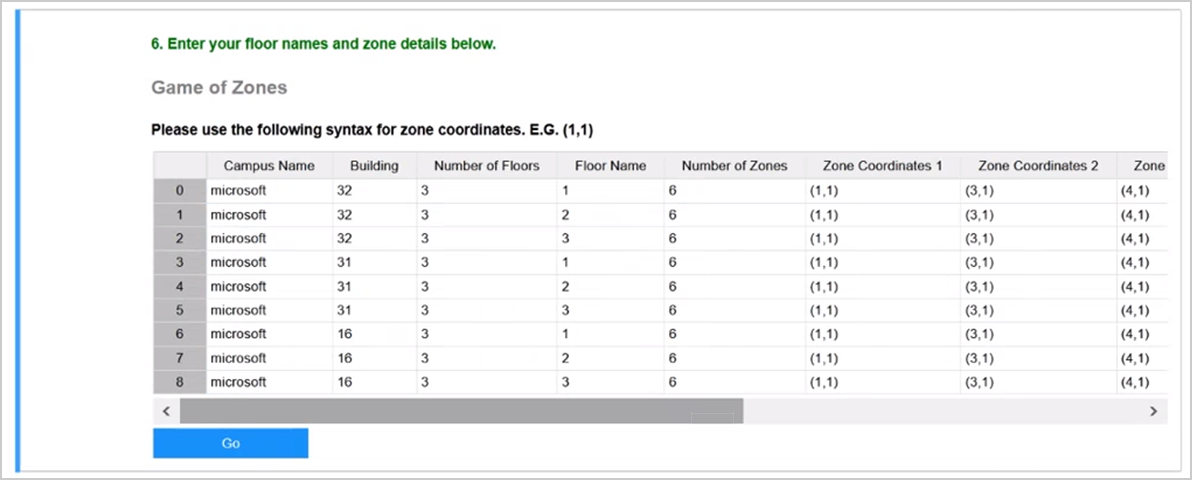 6. Enter your floor names and zone details below.
Game of Zones
Please use the following syntax for zone coordinates. E.G. (1,1)
Campus Name Building Number of Floors Floor Name Number of Zones Zone Coordinates 1 Zone Coordinates 2 Zone
0 microsoft 32 3 1 6 (1,1) (3,1) (4,1)
1 microsoft 32 3 2 6 (1,1) (3,1) (4,1)
2 microsoft 32 3 3 6 (1,1) (3,1) (4,1)
3 microsoft 31 3 1 6 (1,1) (3,1) (4,1)
4 microsoft 31 3 2 6 (1,1) (3,1) (4,1)
5 microsoft 31 3 3 6 (1,1) (3,1) (4,1)
6 microsoft 16 3 1 6 (1,1) (3,1) (4,1)
7 microsoft 16 3 2 6 (1,1) (3,1) (4,1)
8 microsoft 16 3 3 6 (1,1) (3,1) (4,1)
Go